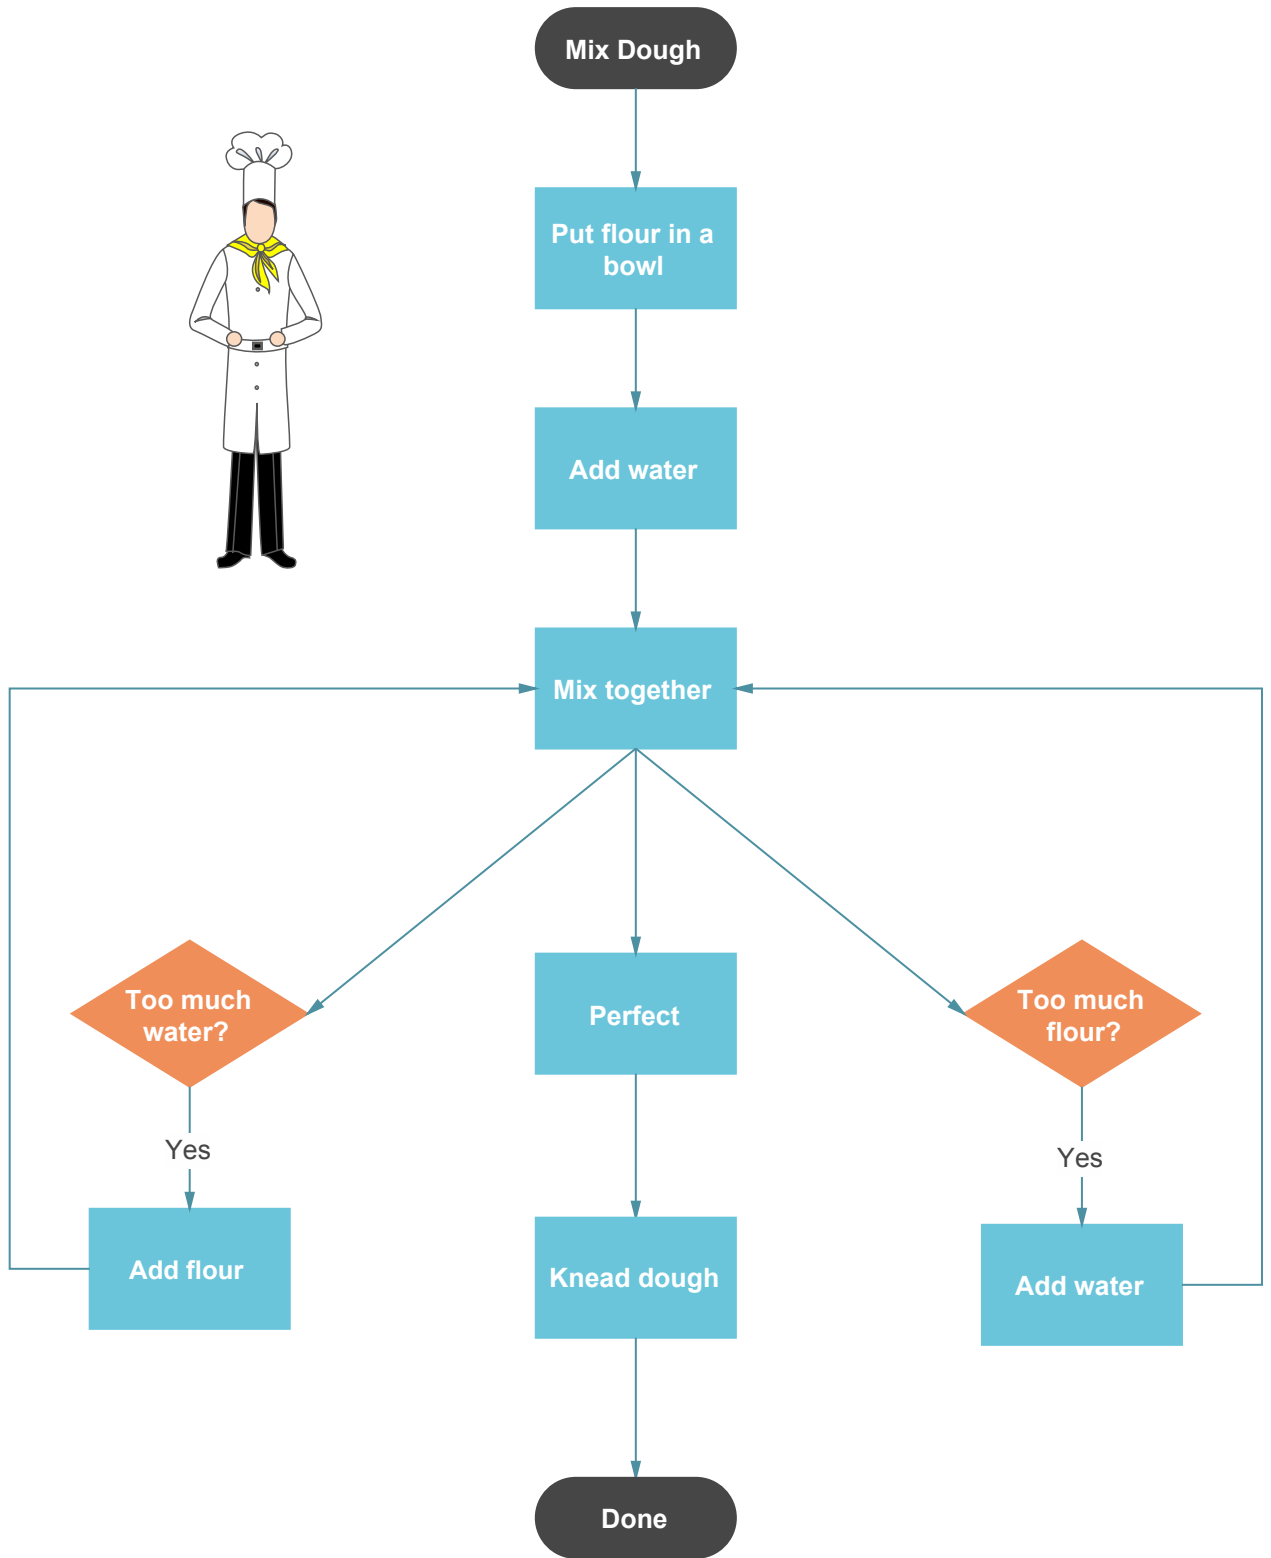 Mix Dough
Put flour in a
bowl
Add water
Mix together
Too much
water?
Perfect
Too much
flour?
Yes
Yes
Add flour
Knead dough
Add water
Done